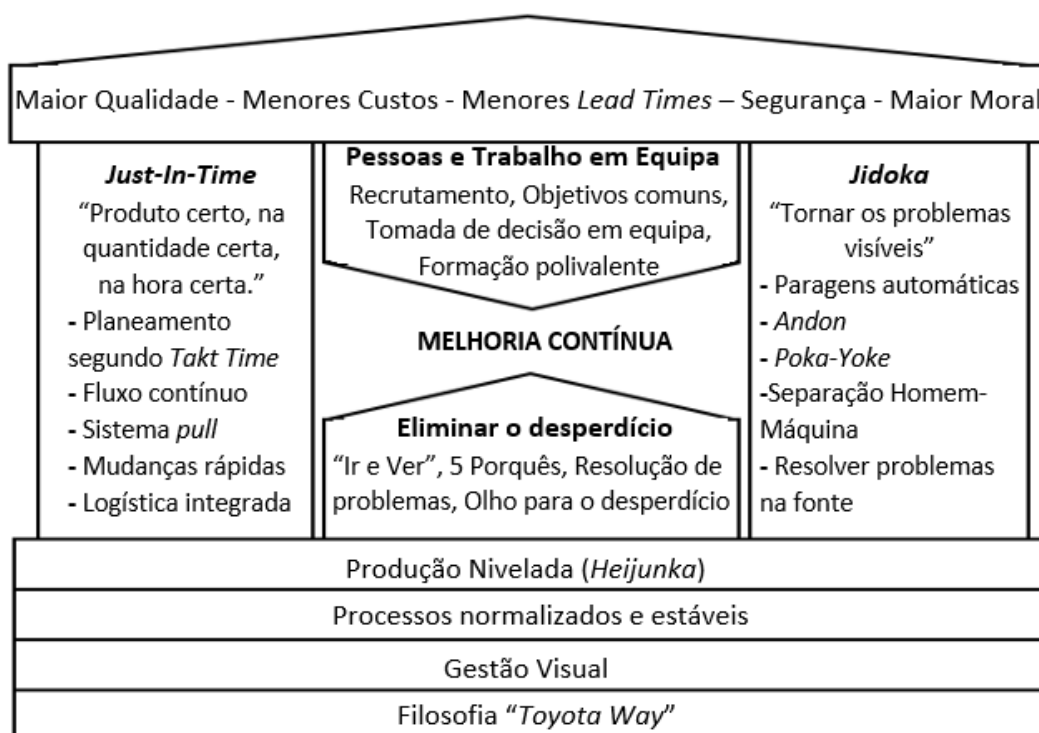 Maior Qualidade - Menores Custos - Menores Lead Times – Segurança - Maior Moral
Just-In-Time
“Produto certo, na
quantidade certa,
na hora certa.”
- Planeamento
segundo Takt Time
- Fluxo contínuo
- Sistema pull
- Mudanças rápidas
- Logística integrada
Pessoas e Trabalho em Equipa
Recrutamento, Objetivos comuns,
Tomada de decisão em equipa,
Formação polivalente
MELHORIA CONTÍNUA
Eliminar o desperdício
“Ir e Ver”, 5 Porquês, Resolução de
problemas, Olho para o desperdício
Jidoka
“Tornar os problemas
visíveis”
- Paragens automáticas
- Andon
- Poka-Yoke
-Separação Homem-
Máquina
- Resolver problemas
na fonte
Produção Nivelada (Heijunka)
Processos normalizados e estáveis
Gestão Visual
Filosofia “Toyota Way”